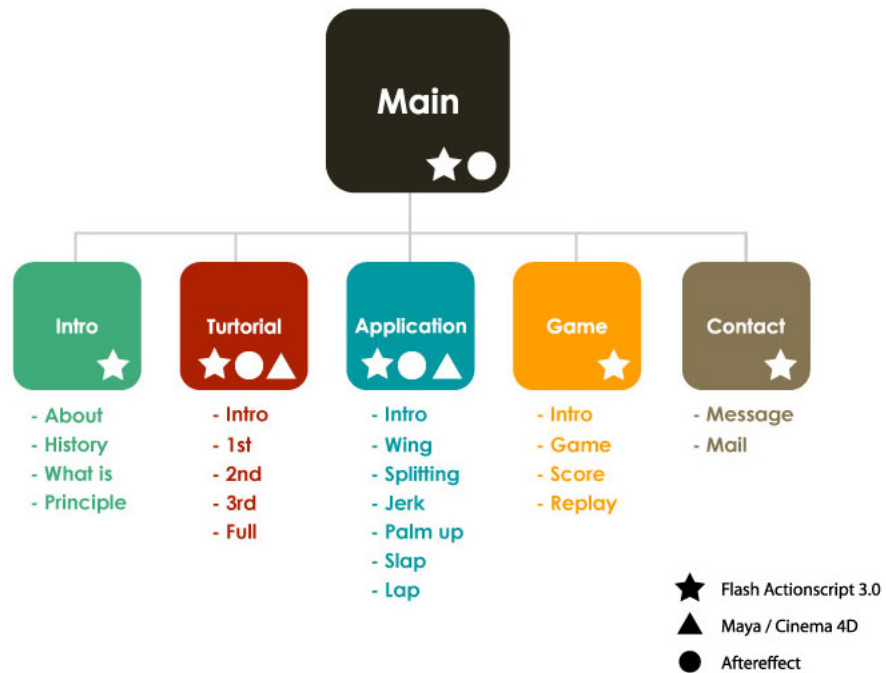 Main
Intro
- About
- History
- What is
- Principle
Turtorial
- Intro
- 1st
- 2nd
- 3rd
- Full
Application
- Intro
- Wing
- Splitting
- Jerk
- Palm up
- Slap
- Lap
Game
- Intro
- Game
- Score
- Replay
Contact
- Message
- Mail
Flash Actionscript 3.0
Maya / Cinema 4D
Aftereffect